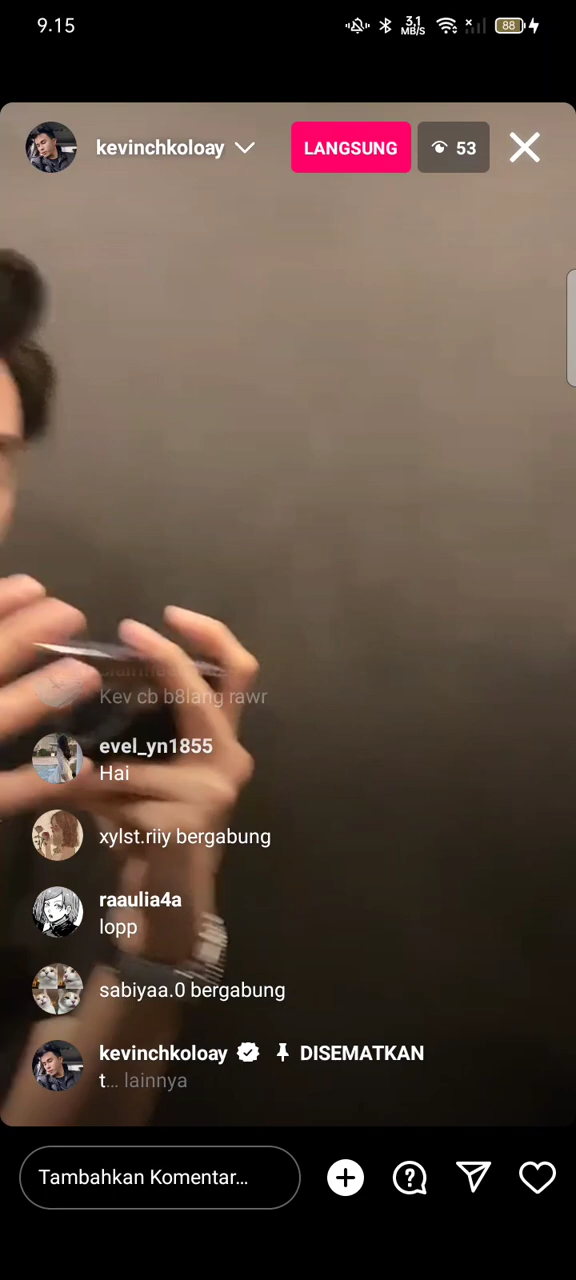 9.15
3,1
MB/S
88
kevinchkoloay
LANGSUNG
53
Kev cb b8lang rawr
evel_yn1855
Hai
xylst.riiy bergabung
raaulia4a
lopp
sabiyaa.0 bergabung
kevinchkoloay DISEMATKAN
t... lainnya
Tambahkan Komentar...